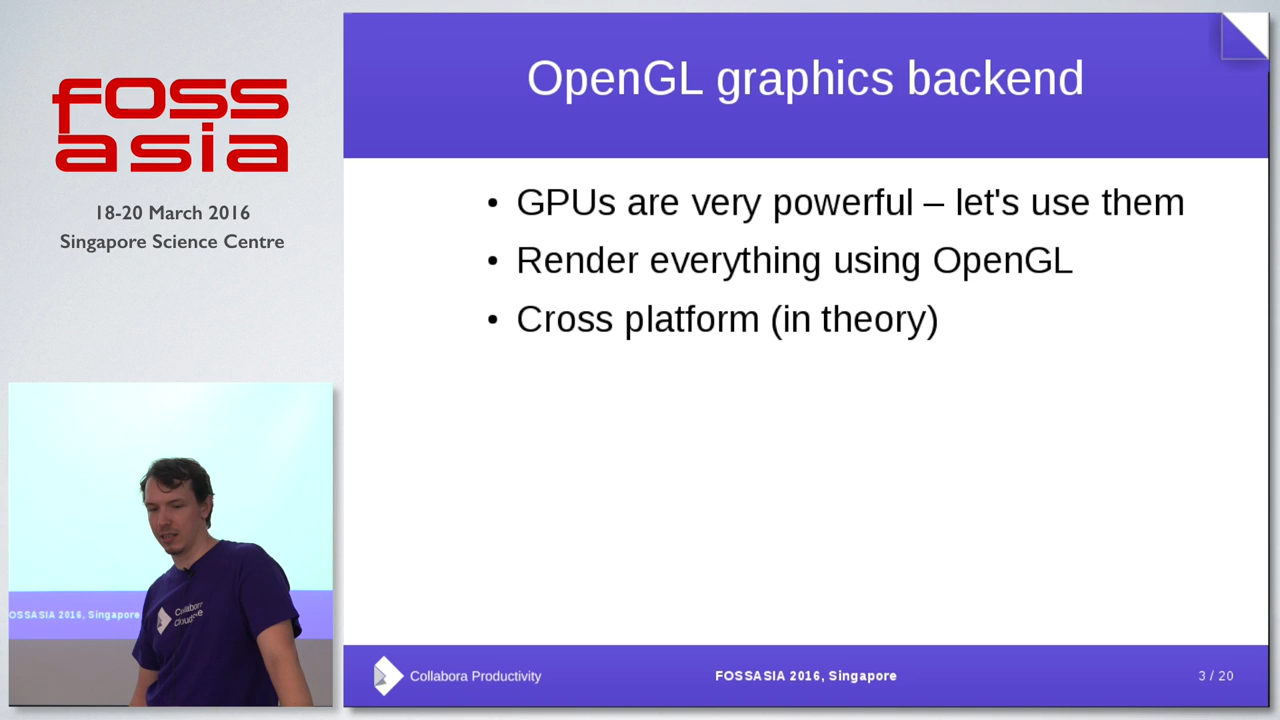 foss
asia
18-20 March 2016
Singapore Science Centre
OpenGL graphics backend
• GPUs are very powerful – let's use them
• Render everything using OpenGL
• Cross platform (in theory)
OSSASIA 2016, Singapore
Collabora Productivity
FOSSASIA 2016, Singapore
3 / 20